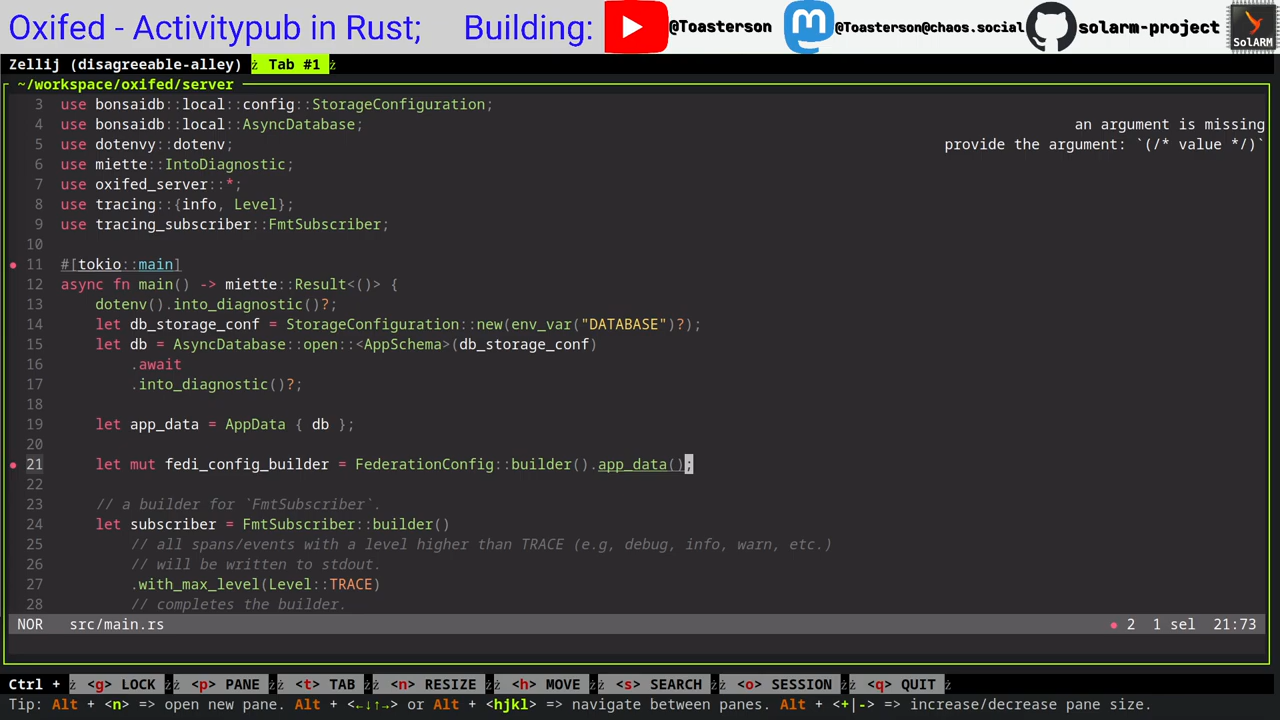 Oxifed - Activitypub in Rust; Building: @Toasterson @Toasterson@chaos.social solarm-project SolARM
Zellij (disagreeable-alley) Tab #1
~/workspace/oxifed/server
3 use bonsaidb::local::config::StorageConfiguration;
4 use bonsaidb::local::AsyncDatabase; an argument is missing
5 use dotenvy::dotenv; provide the argument: `(/* value */)`
6 use miette::IntoDiagnostic;
7 use oxifed_server::*;
8 use tracing::{info, Level};
9 use tracing_subscriber::FmtSubscriber;
10
11 #[tokio::main]
12 async fn main() -> miette::Result<()> {
13 dotenv().into_diagnostic()?;
14 let db_storage_conf = StorageConfiguration::new(env_var("DATABASE")?);
15 let db = AsyncDatabase::open::<AppSchema>(db_storage_conf)
16 .await
17 .into_diagnostic()?;
18
19 let app_data = AppData { db };
20
21 let mut fedi_config_builder = FederationConfig::builder().app_data();
22
23 // a builder for `FmtSubscriber`.
24 let subscriber = FmtSubscriber::builder()
25 // all spans/events with a level higher than TRACE (e.g, debug, info, warn, etc.)
26 // will be written to stdout.
27 .with_max_level(Level::TRACE)
28 // completes the builder.
NOR src/main.rs ● 2 1 sel 21:73
Ctrl + <g> LOCK <p> PANE <t> TAB <n> RESIZE <h> MOVE <s> SEARCH <o> SESSION <q> QUIT
Tip: Alt + <n> => open new pane. Alt + <←↓↑→> or Alt + <hjkl> => navigate between panes. Alt + <+|-> => increase/decrease pane size.